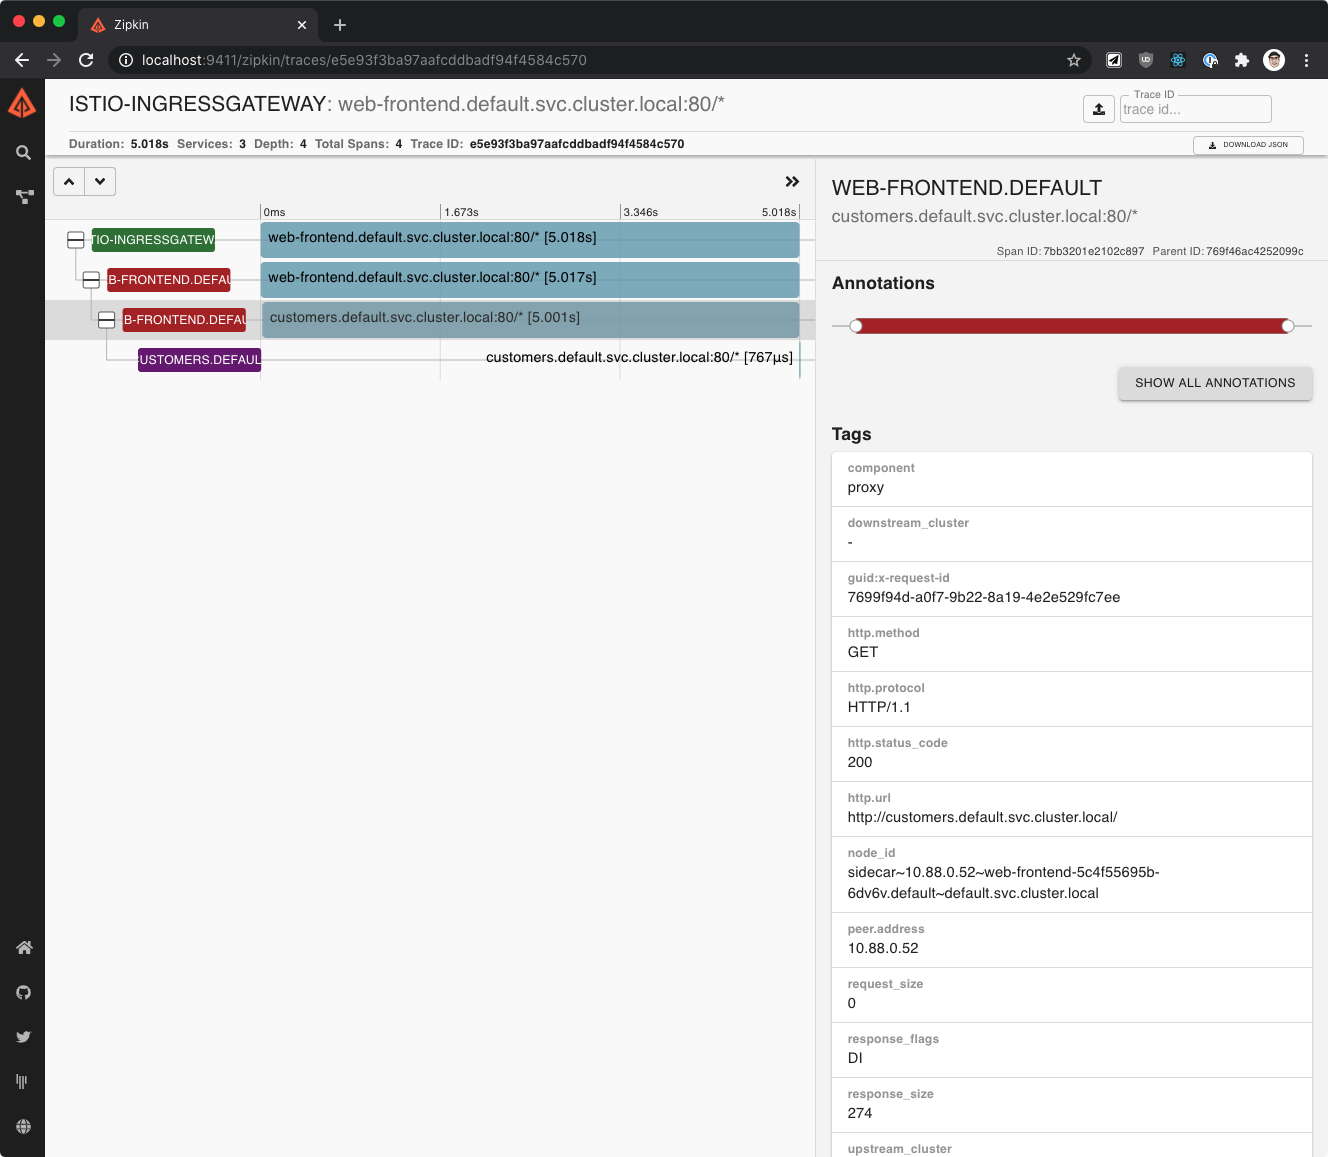 Zipkin
localhost:9411/zipkin/traces/e5e93f3ba97aafcddbadf94f4584c570
ISTIO-INGRESSGATEWAY: web-frontend.default.svc.cluster.local:80/*
Trace ID
trace id...
Duration: 5.018s Services: 3 Depth: 4 Total Spans: 4 Trace ID: e5e93f3ba97aafcddbadf94f4584c570
DOWNLOAD JSON
0ms 1.673s 3.346s 5.018s
TIO-INGRESSGATEW web-frontend.default.svc.cluster.local:80/* [5.018s]
B-FRONTEND.DEFAU web-frontend.default.svc.cluster.local:80/* [5.017s]
B-FRONTEND.DEFAU customers.default.svc.cluster.local:80/* [5.001s]
CUSTOMERS.DEFAUL customers.default.svc.cluster.local:80/* [767μs]
WEB-FRONTEND.DEFAULT
customers.default.svc.cluster.local:80/*
Span ID: 7bb3201e2102c897 Parent ID: 769f46ac4252099c
Annotations
SHOW ALL ANNOTATIONS
Tags
component
proxy
downstream_cluster
-
guid:x-request-id
7699f94d-a0f7-9b22-8a19-4e2e529fc7ee
http.method
GET
http.protocol
HTTP/1.1
http.status_code
200
http.url
http://customers.default.svc.cluster.local/
node_id
sidecar~10.88.0.52~web-frontend-5c4f55695b-
6dv6v.default~default.svc.cluster.local
peer.address
10.88.0.52
request_size
0
response_flags
DI
response_size
274
upstream_cluster